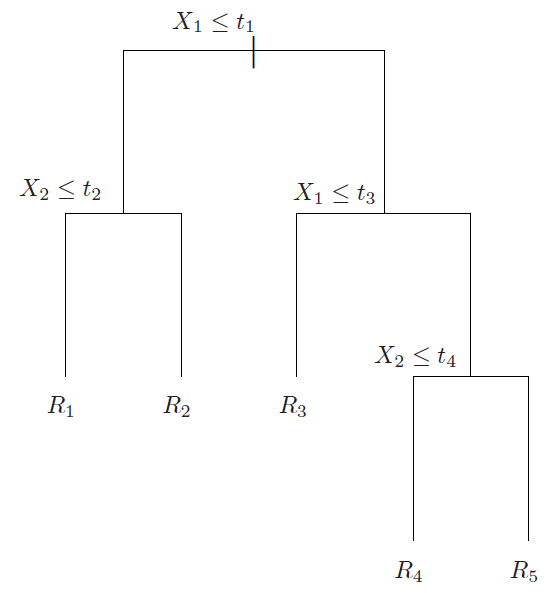 X₁ ≤ t₁
X₂ ≤ t₂
X₁ ≤ t₃
X₂ ≤ t₄
R₁
R₂
R₃
R₄
R₅